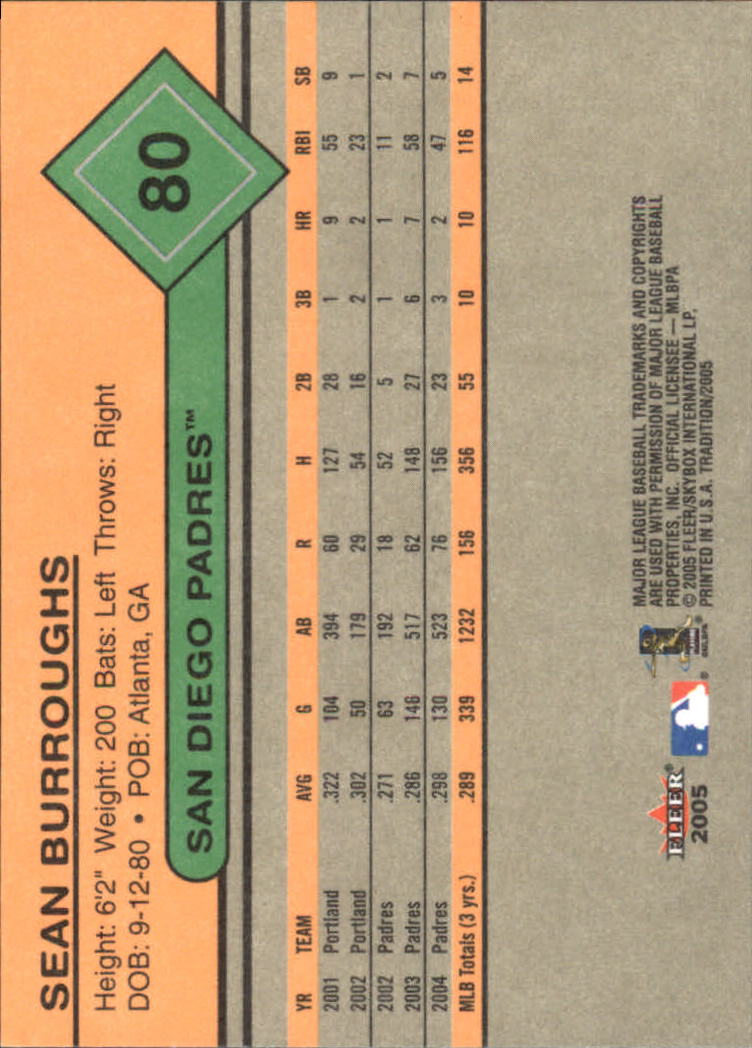 SEAN BURROUGHS
Height: 6'2" Weight: 200 Bats: Left Throws: Right
DOB: 9-12-80 • POB: Atlanta, GA
80
SAN DIEGO PADRES™
YR TEAM AVG G AB R H 2B 3B HR RBI SB
2001 Portland .322 104 394 60 127 28 1 9 55 9
2002 Portland .302 50 179 29 54 16 2 2 23 1
2002 Padres .271 63 192 18 52 5 1 1 11 2
2003 Padres .286 146 517 62 148 27 6 7 58 7
2004 Padres .298 130 523 76 156 23 3 2 47 5
MLB Totals (3 yrs.) .289 339 1232 156 356 55 10 10 116 14
FLEER®
2005
®
®
©MLBPA
MAJOR LEAGUE BASEBALL TRADEMARKS AND COPYRIGHTS
ARE USED WITH PERMISSION OF MAJOR LEAGUE BASEBALL
PROPERTIES, INC. OFFICIAL LICENSEE — MLBPA
© 2005 FLEER/SKYBOX INTERNATIONAL LP.
PRINTED IN U.S.A. TRADITION/2005